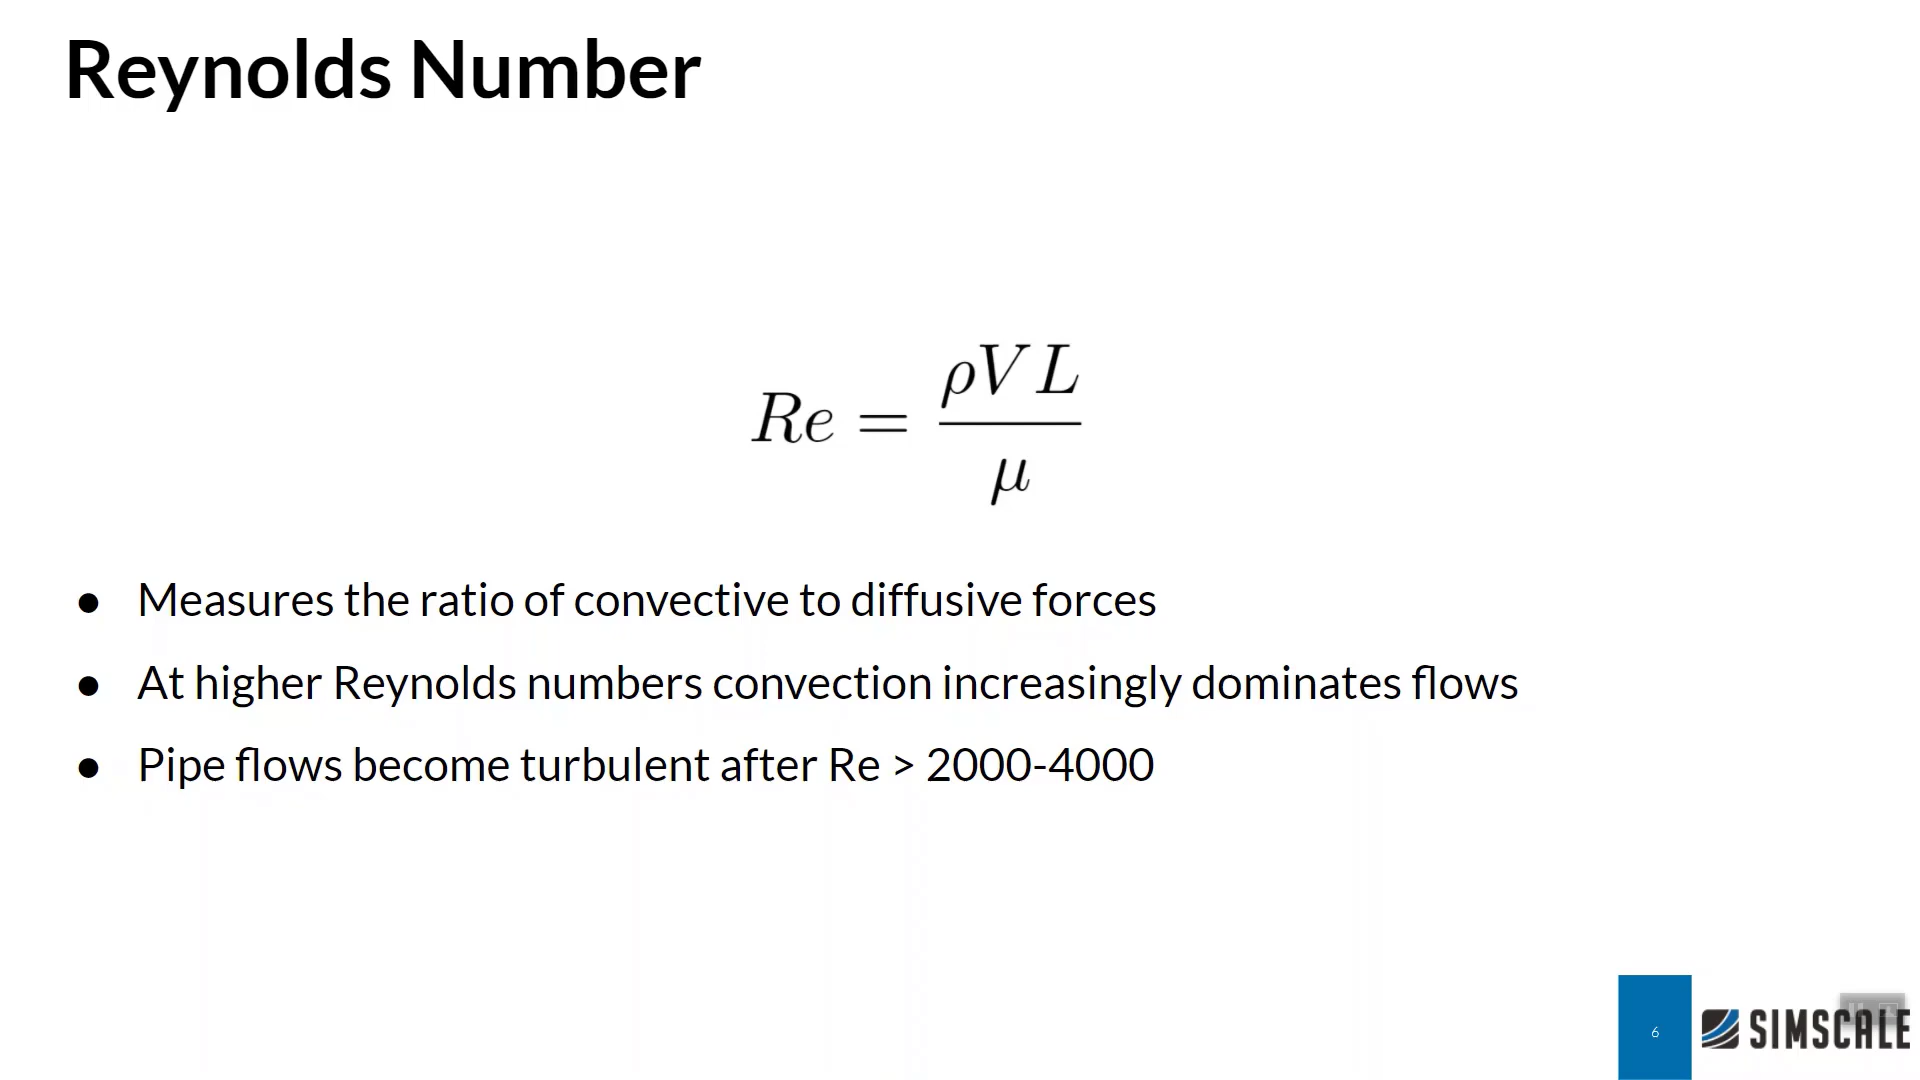 Reynolds Number
Re = ρVL / μ
● Measures the ratio of convective to diffusive forces
● At higher Reynolds numbers convection increasingly dominates flows
● Pipe flows become turbulent after Re > 2000-4000
6
SIMSCALE